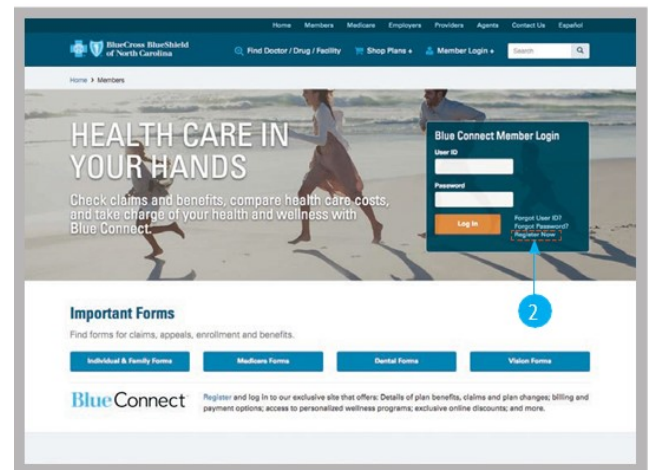 Home Members Medicare Employers Providers Agents Contact Us Español
BlueCross BlueShield
of North Carolina
Find Doctor / Drug / Facility Shop Plans + Member Login + Search
Home > Members
HEALTH CARE IN
YOUR HANDS
Check claims and benefits, compare health care costs,
and take charge of your health and wellness with
Blue Connect.
Blue Connect Member Login
User ID
Password
Log In
Forgot User ID?
Forgot Password?
Register Now
2
Important Forms
Find forms for claims, appeals, enrollment and benefits.
Individual & Family Forms Medicare Forms Dental Forms Vision Forms
Blue Connect
Register and log in to our exclusive site that offers: Details of plan benefits, claims and plan changes; billing and
payment options; access to personalized wellness programs; exclusive online discounts; and more.